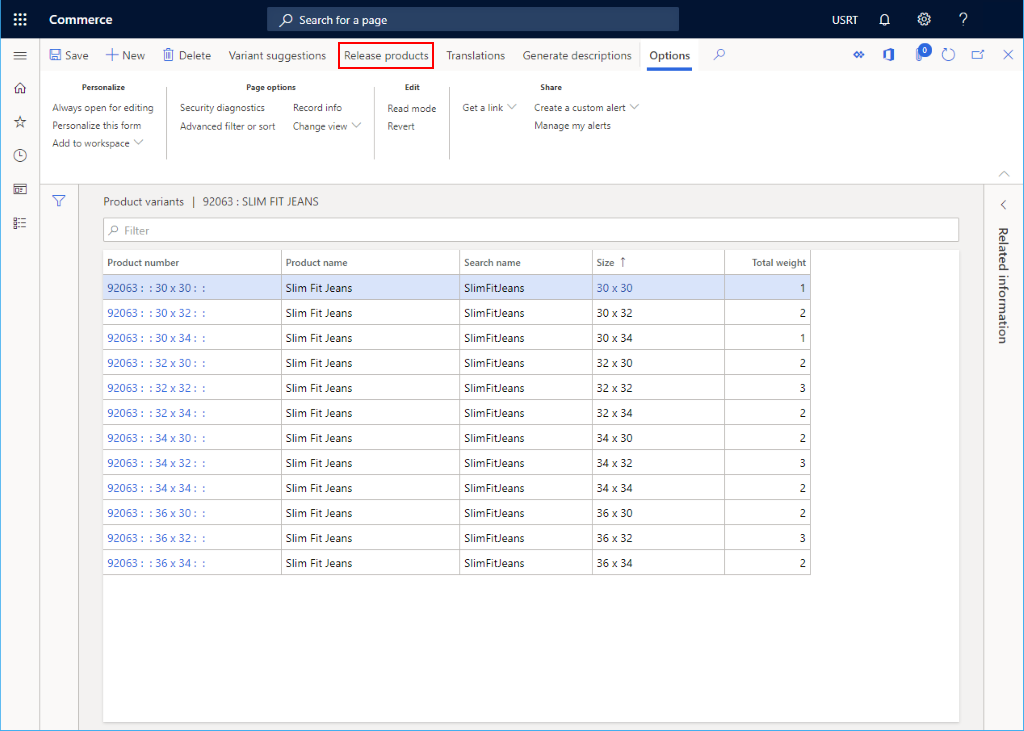 Commerce
Search for a page
USRT
?
Save New Delete Variant suggestions Release products Translations Generate descriptions Options
0
Personalize
Always open for editing
Personalize this form
Add to workspace
Page options
Security diagnostics
Advanced filter or sort
Record info
Change view
Edit
Read mode
Revert
Share
Get a link
Create a custom alert
Manage my alerts
Product variants | 92063 : SLIM FIT JEANS
Filter
Related information
Product number Product name Search name Size ↑ Total weight
92063 : : 30 x 30 : : Slim Fit Jeans SlimFitJeans 30 x 30 1
92063 : : 30 x 32 : : Slim Fit Jeans SlimFitJeans 30 x 32 2
92063 : : 30 x 34 : : Slim Fit Jeans SlimFitJeans 30 x 34 1
92063 : : 32 x 30 : : Slim Fit Jeans SlimFitJeans 32 x 30 2
92063 : : 32 x 32 : : Slim Fit Jeans SlimFitJeans 32 x 32 3
92063 : : 32 x 34 : : Slim Fit Jeans SlimFitJeans 32 x 34 2
92063 : : 34 x 30 : : Slim Fit Jeans SlimFitJeans 34 x 30 2
92063 : : 34 x 32 : : Slim Fit Jeans SlimFitJeans 34 x 32 3
92063 : : 34 x 34 : : Slim Fit Jeans SlimFitJeans 34 x 34 2
92063 : : 36 x 30 : : Slim Fit Jeans SlimFitJeans 36 x 30 2
92063 : : 36 x 32 : : Slim Fit Jeans SlimFitJeans 36 x 32 3
92063 : : 36 x 34 : : Slim Fit Jeans SlimFitJeans 36 x 34 2